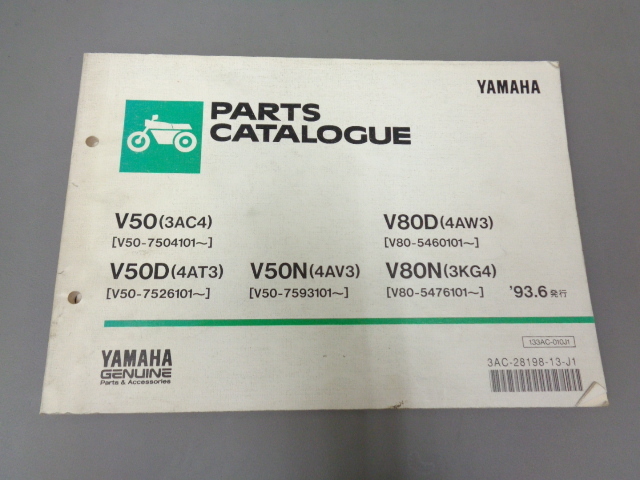 YAMAHA
PARTS
CATALOGUE
V50(3AC4)
[V50-7504101~]
V80D(4AW3)
[V80-5460101~]
V50D(4AT3)
[V50-7526101~]
V50N(4AV3)
[V50-7593101~]
V80N(3KG4)
[V80-5476101~]
'93.6発行
133AC-010J1
YAMAHA
GENUINE
Parts & Accessories
3AC-28198-13-J1